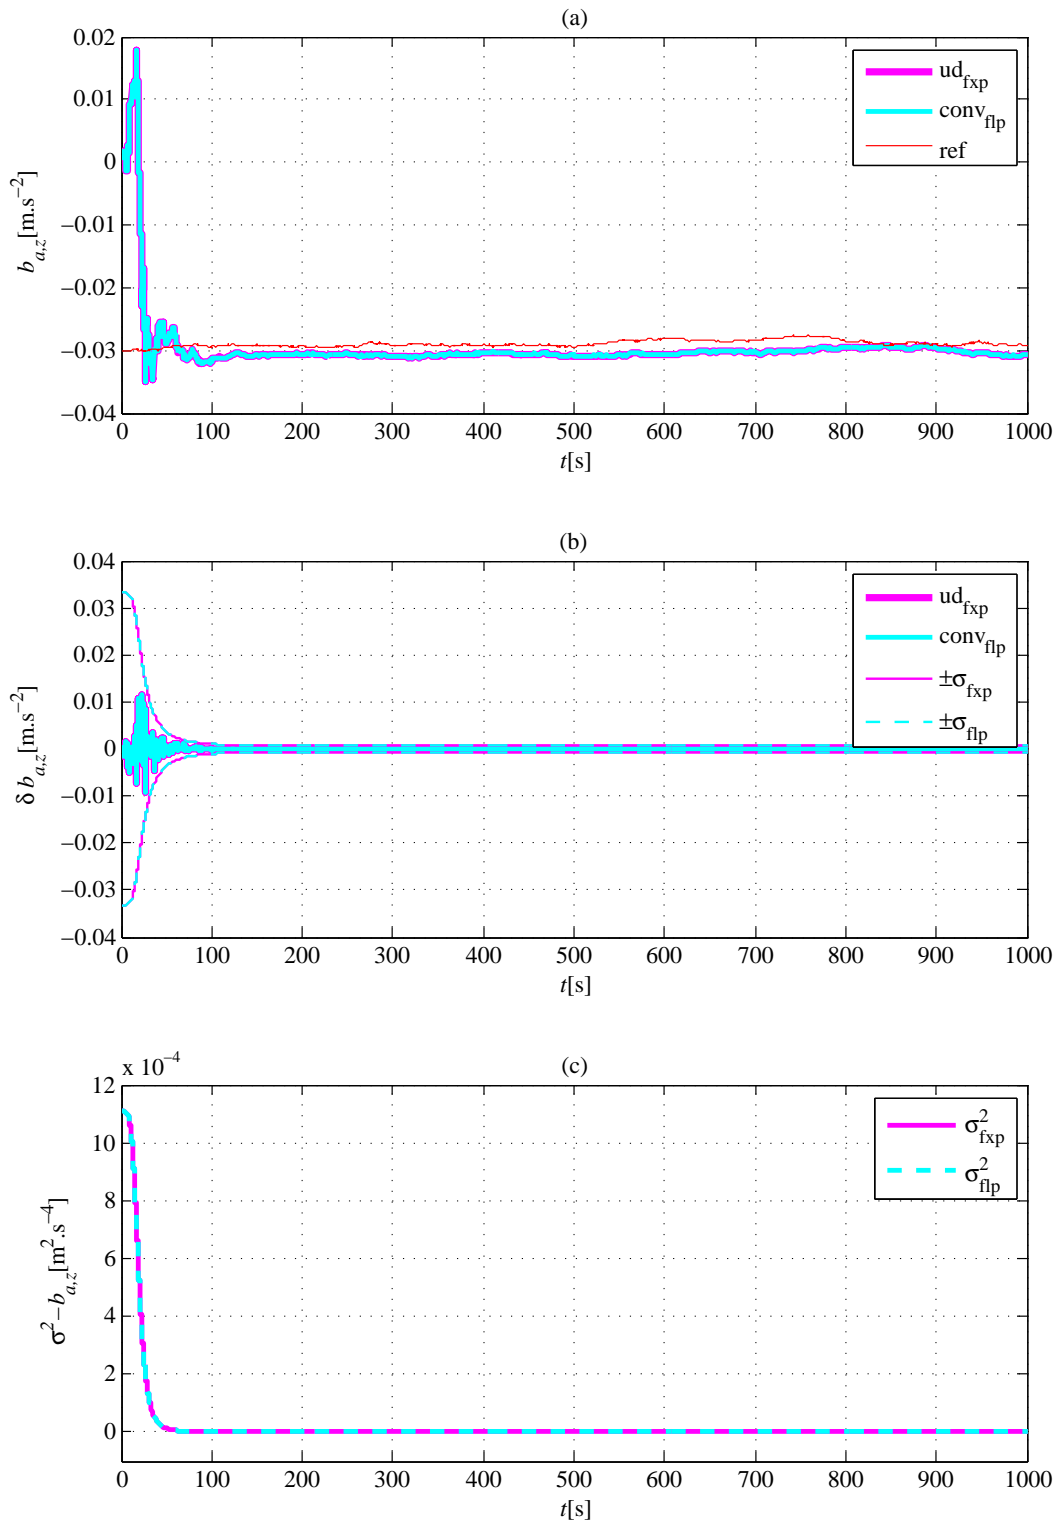 (a)
0.02
0.01
0
−0.01
−0.02
−0.03
−0.04
b_{a,z}[m.s^{−2}]
ud_{fxp}
conv_{flp}
ref
0 100 200 300 400 500 600 700 800 900 1000
t[s]
(b)
0.04
0.03
0.02
0.01
0
−0.01
−0.02
−0.03
−0.04
δ b_{a,z}[m.s^{−2}]
ud_{fxp}
conv_{flp}
±σ_{fxp}
±σ_{flp}
0 100 200 300 400 500 600 700 800 900 1000
t[s]
(c)
x 10^{−4}
12
10
8
6
4
2
0
σ^{2}−b_{a,z}[m^{2}.s^{−4}]
σ^{2}_{fxp}
σ^{2}_{flp}
0 100 200 300 400 500 600 700 800 900 1000
t[s]